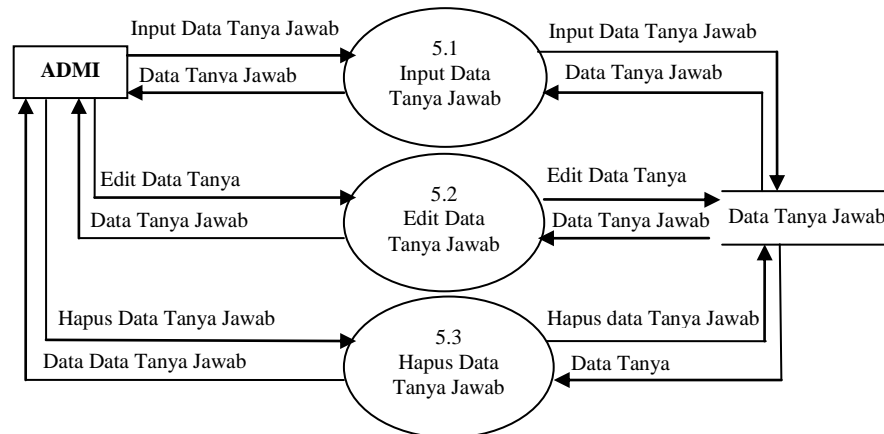 Input Data Tanya Jawab
5.1
Input Data
Tanya Jawab
Input Data Tanya Jawab
ADMI
Data Tanya Jawab
Data Tanya Jawab
Edit Data Tanya
5.2
Edit Data
Tanya Jawab
Edit Data Tanya
Data Tanya Jawab
Data Tanya Jawab
Data Tanya Jawab
Hapus Data Tanya Jawab
5.3
Hapus Data
Tanya Jawab
Hapus data Tanya Jawab
Data Data Tanya Jawab
Data Tanya